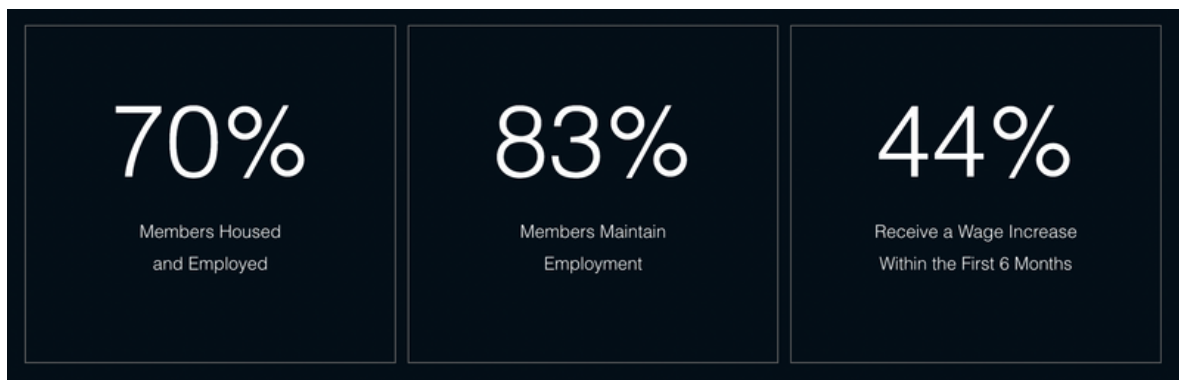 70%
Members Housed
and Employed
83%
Members Maintain
Employment
44%
Receive a Wage Increase
Within the First 6 Months